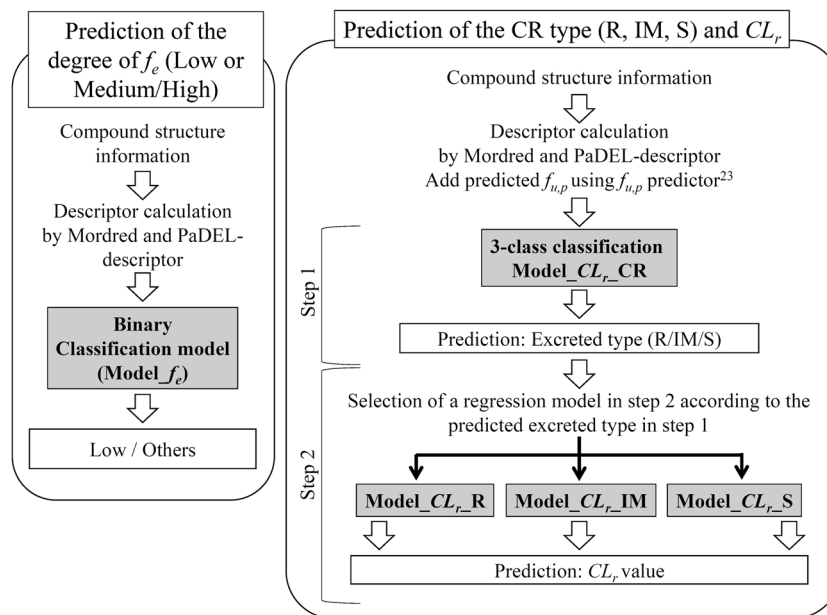 Prediction of the
degree of fe (Low or
Medium/High)
Compound structure
information
Descriptor calculation
by Mordred and PaDEL-
descriptor
Binary
Classification model
(Model_fe)
Low / Others
Prediction of the CR type (R, IM, S) and CLr
Compound structure information
Descriptor calculation
by Mordred and PaDEL-descriptor
Add predicted fu,p using fu,p predictor23
Step 1
3-class classification
Model_CLr_CR
Prediction: Excreted type (R/IM/S)
Step 2
Selection of a regression model in step 2 according to the
predicted excreted type in step 1
Model_CLr_R
Model_CLr_IM
Model_CLr_S
Prediction: CLr value